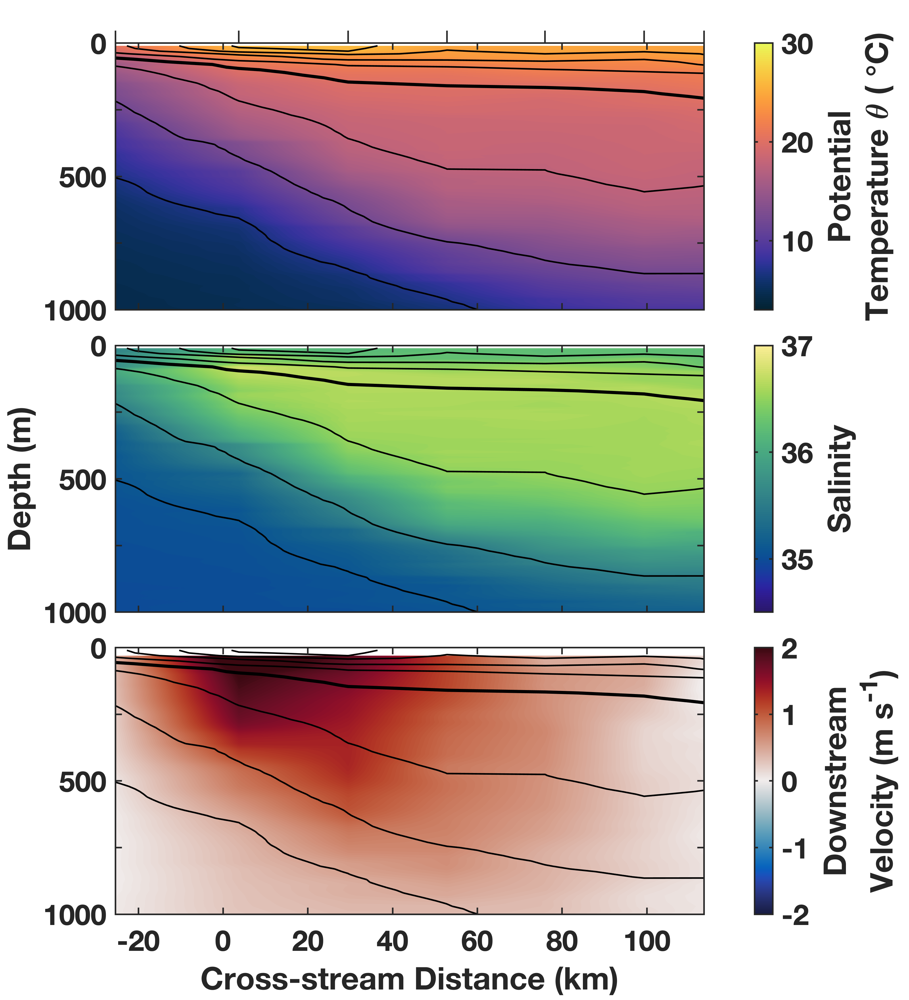 0
500
1000
30
20
10
Potential
Temperature θ ( °C)
0
500
1000
37
36
35
Salinity
Depth (m)
0
500
1000
2
1
0
-1
-2
Downstream
Velocity (m s⁻¹)
-20 0 20 40 60 80 100
Cross-stream Distance (km)